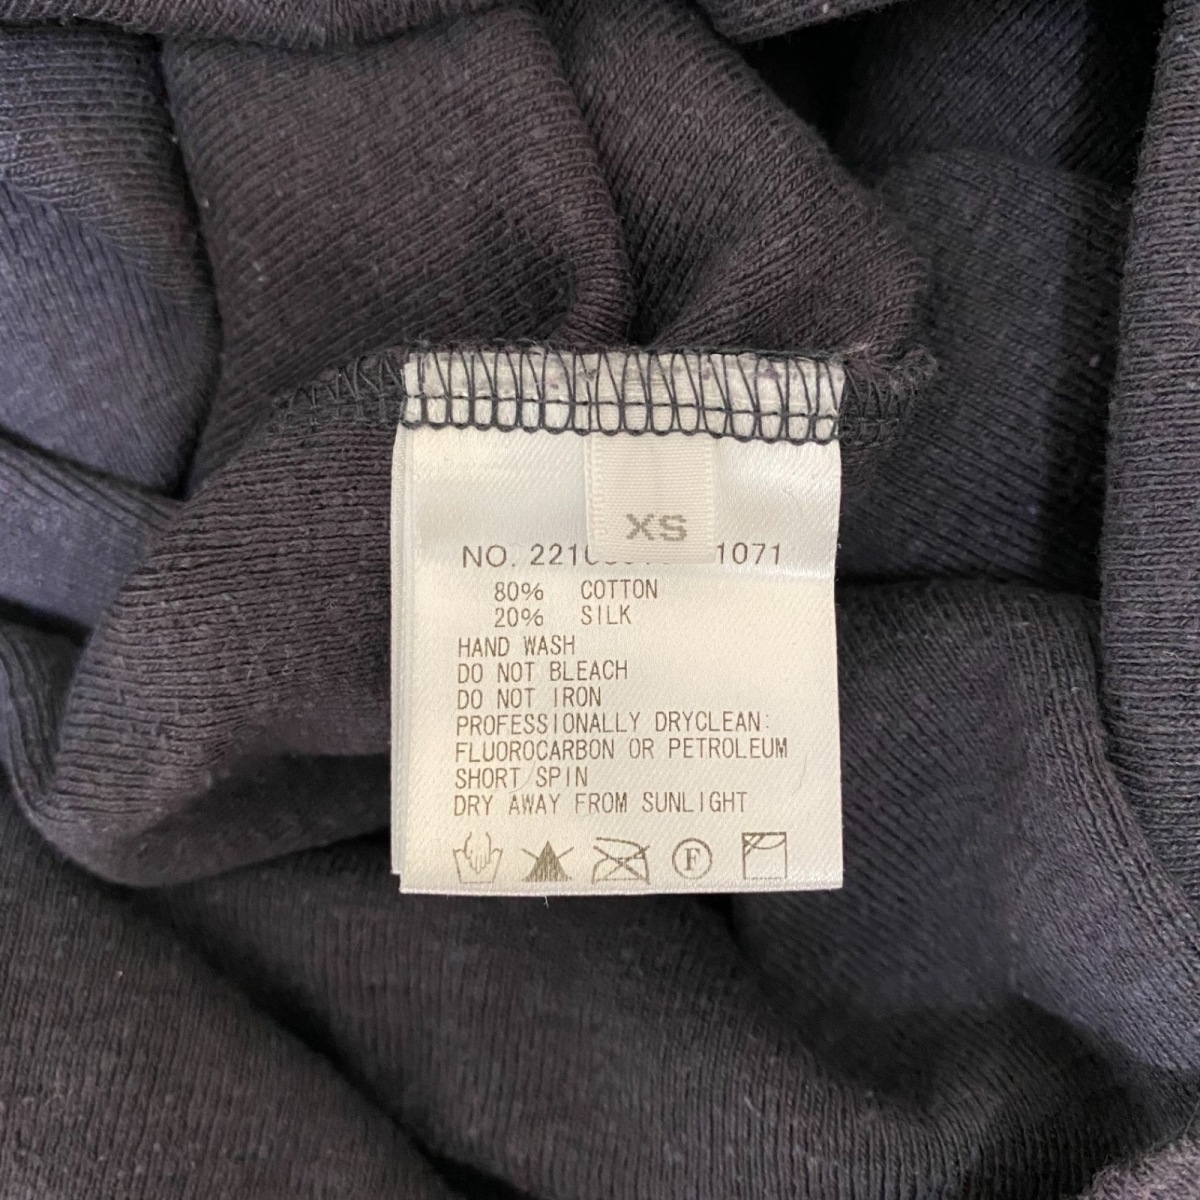 XS
NO. 1071
80% COTTON
20% SILK
HAND WASH
DO NOT BLEACH
DO NOT IRON
PROFESSIONALLY DRYCLEAN:
FLUOROCARBON OR PETROLEUM
SHORT SPIN
DRY AWAY FROM SUNLIGHT
F